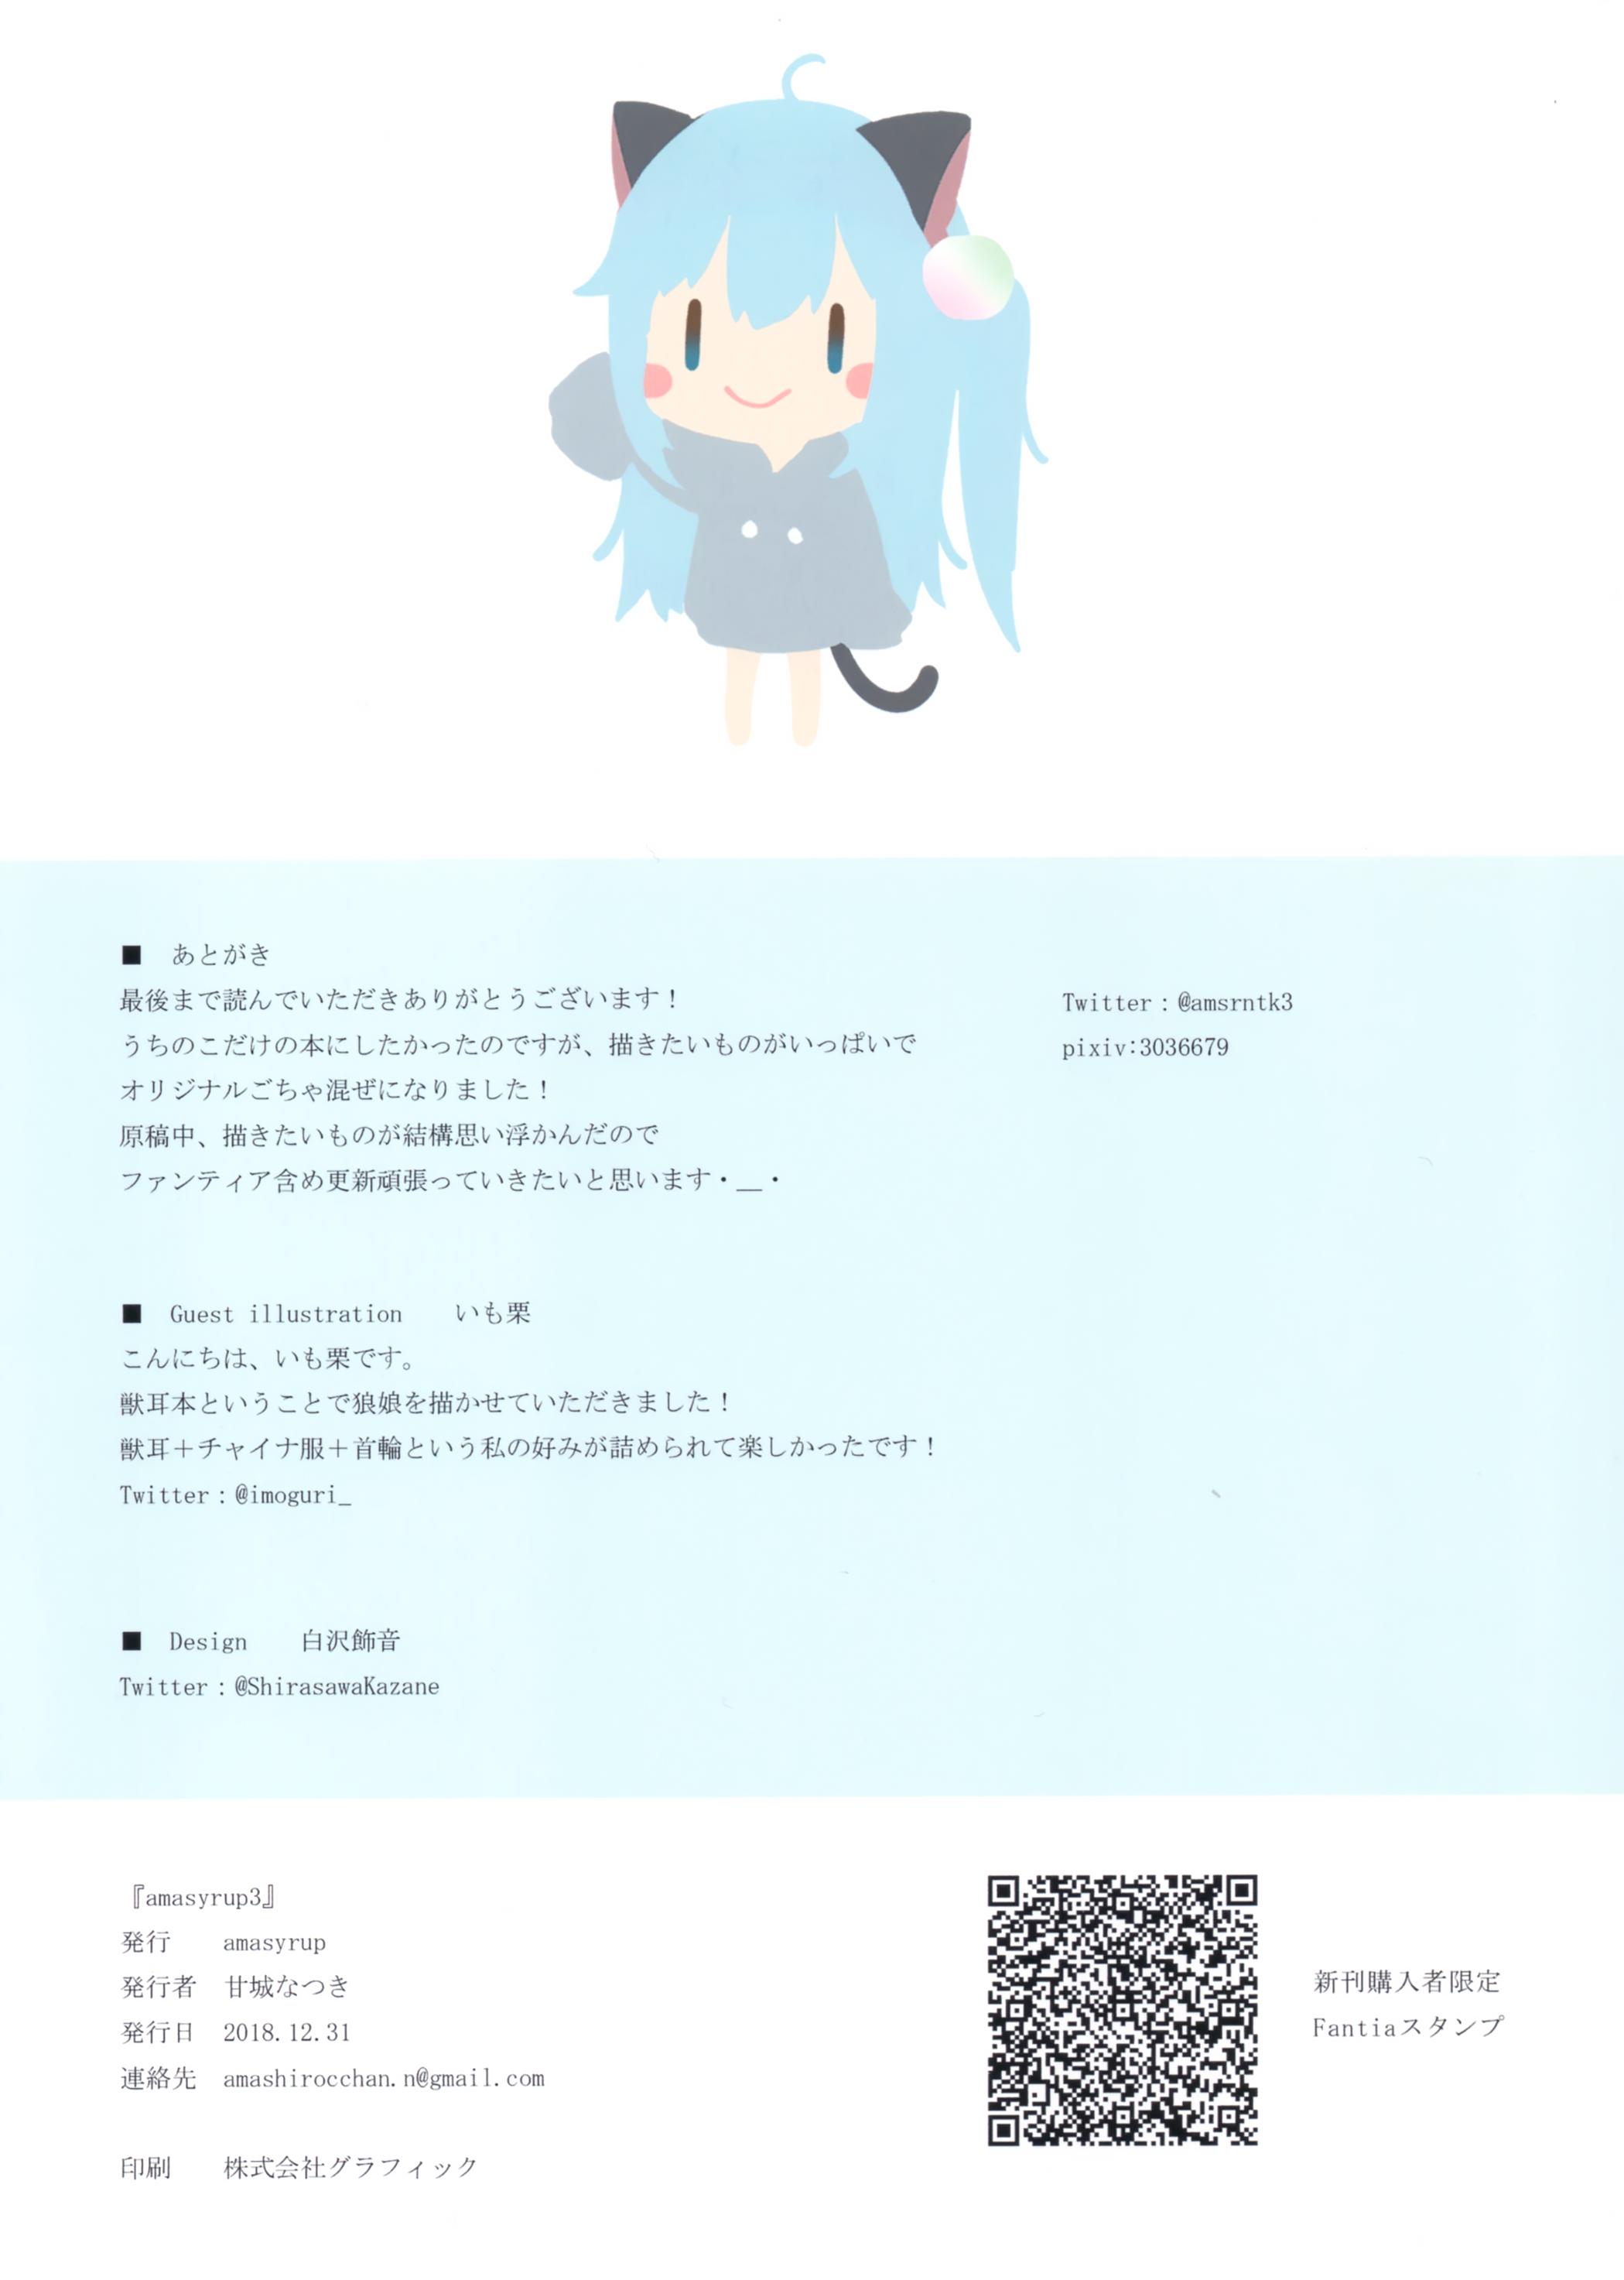 ■　あとがき
最後まで読んでいただきありがとうございます！
うちのこだけの本にしたかったのですが、描きたいものがいっぱいで
オリジナルごちゃ混ぜになりました！
原稿中、描きたいものが結構思い浮かんだので
ファンティア含め更新頑張っていきたいと思います・＿・
Twitter：@amsrntk3
pixiv:3036679
■　Guest illustration　　いも栗
こんにちは、いも栗です。
獣耳本ということで狼娘を描かせていただきました！
獣耳＋チャイナ服＋首輪という私の好みが詰められて楽しかったです！
Twitter：@imoguri_
■　Design　　白沢飾音
Twitter：@ShirasawaKazane
『amasyrup3』
発行　　amasyrup
発行者　甘城なつき
発行日　2018.12.31
連絡先　amashirocchan.n@gmail.com
印刷　　株式会社グラフィック
新刊購入者限定
Fantiaスタンプ